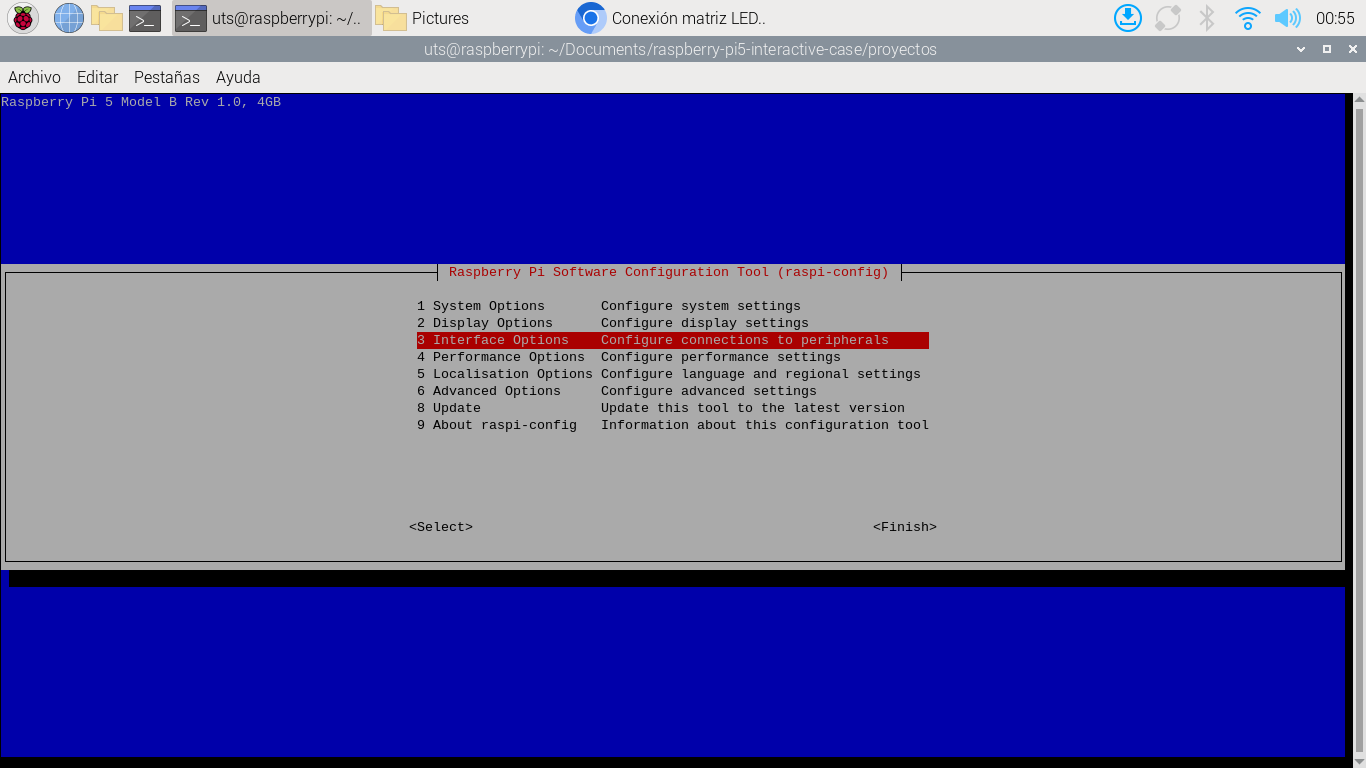 uts@raspberrypi: ~/.. Pictures Conexión matriz LED.. 00:55
uts@raspberrypi: ~/Documents/raspberry-pi5-interactive-case/proyectos
Archivo Editar Pestañas Ayuda
Raspberry Pi 5 Model B Rev 1.0, 4GB
Raspberry Pi Software Configuration Tool (raspi-config)
1 System Options Configure system settings
2 Display Options Configure display settings
3 Interface Options Configure connections to peripherals
4 Performance Options Configure performance settings
5 Localisation Options Configure language and regional settings
6 Advanced Options Configure advanced settings
8 Update Update this tool to the latest version
9 About raspi-config Information about this configuration tool
<Select> <Finish>